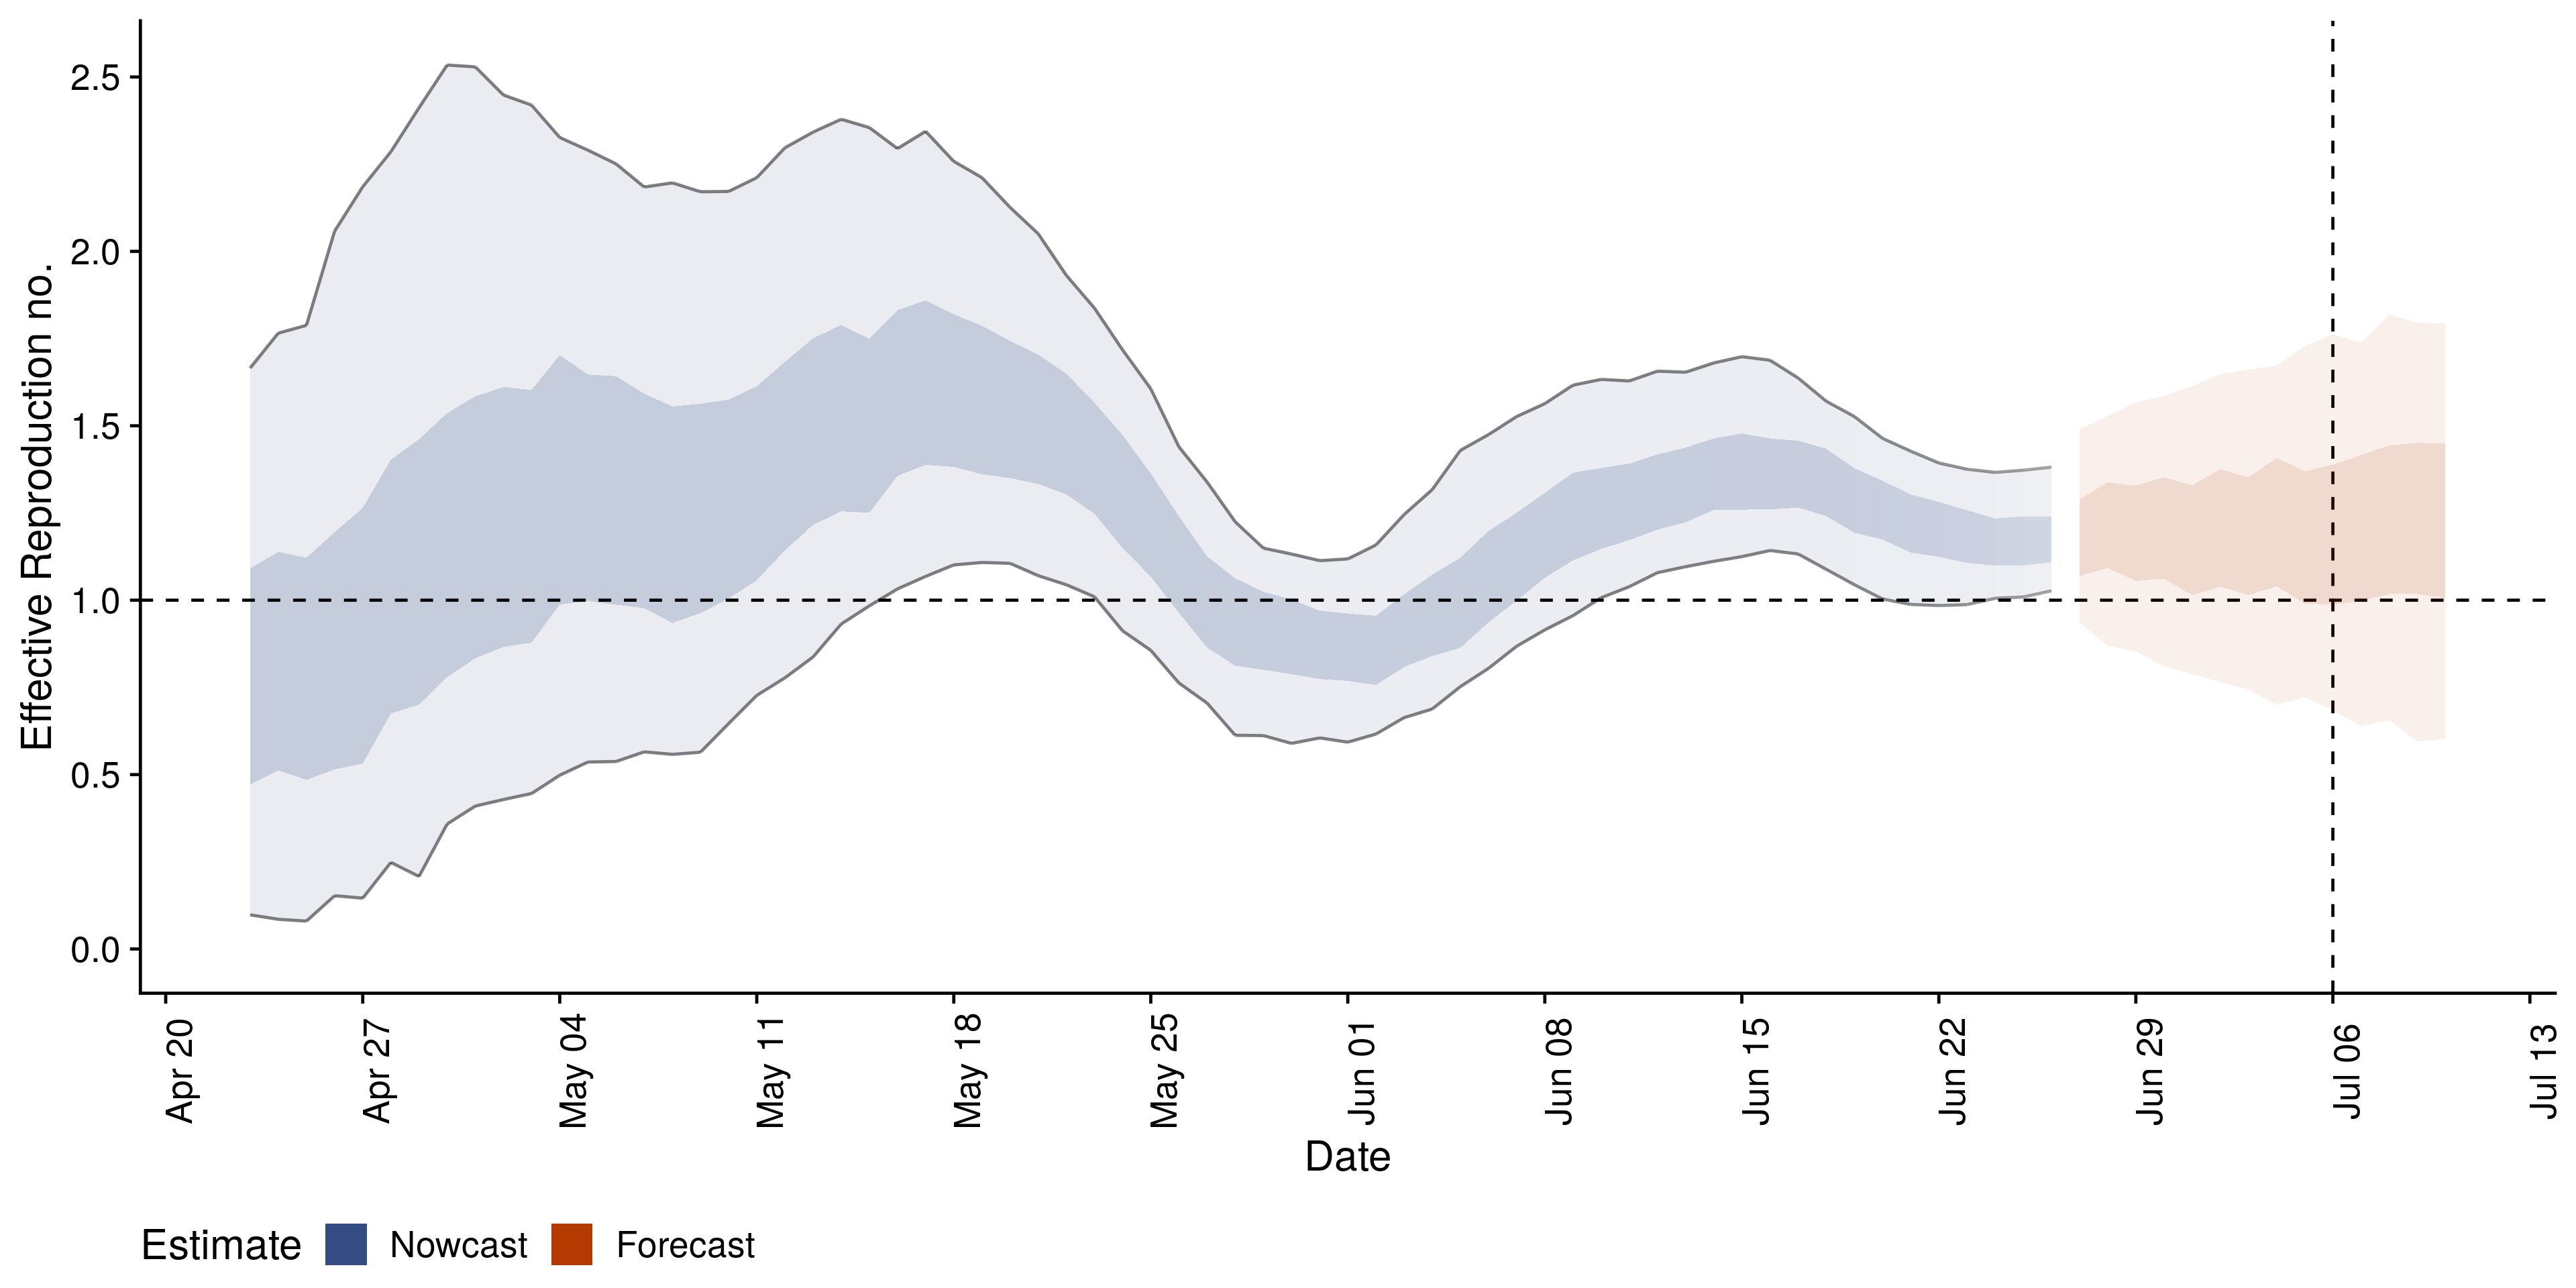 Effective Reproduction no.
2.5
2.0
1.5
1.0
0.5
0.0
Apr 20
Apr 27
May 04
May 11
May 18
May 25
Jun 01
Jun 08
Jun 15
Jun 22
Jun 29
Jul 06
Jul 13
Date
Estimate Nowcast Forecast